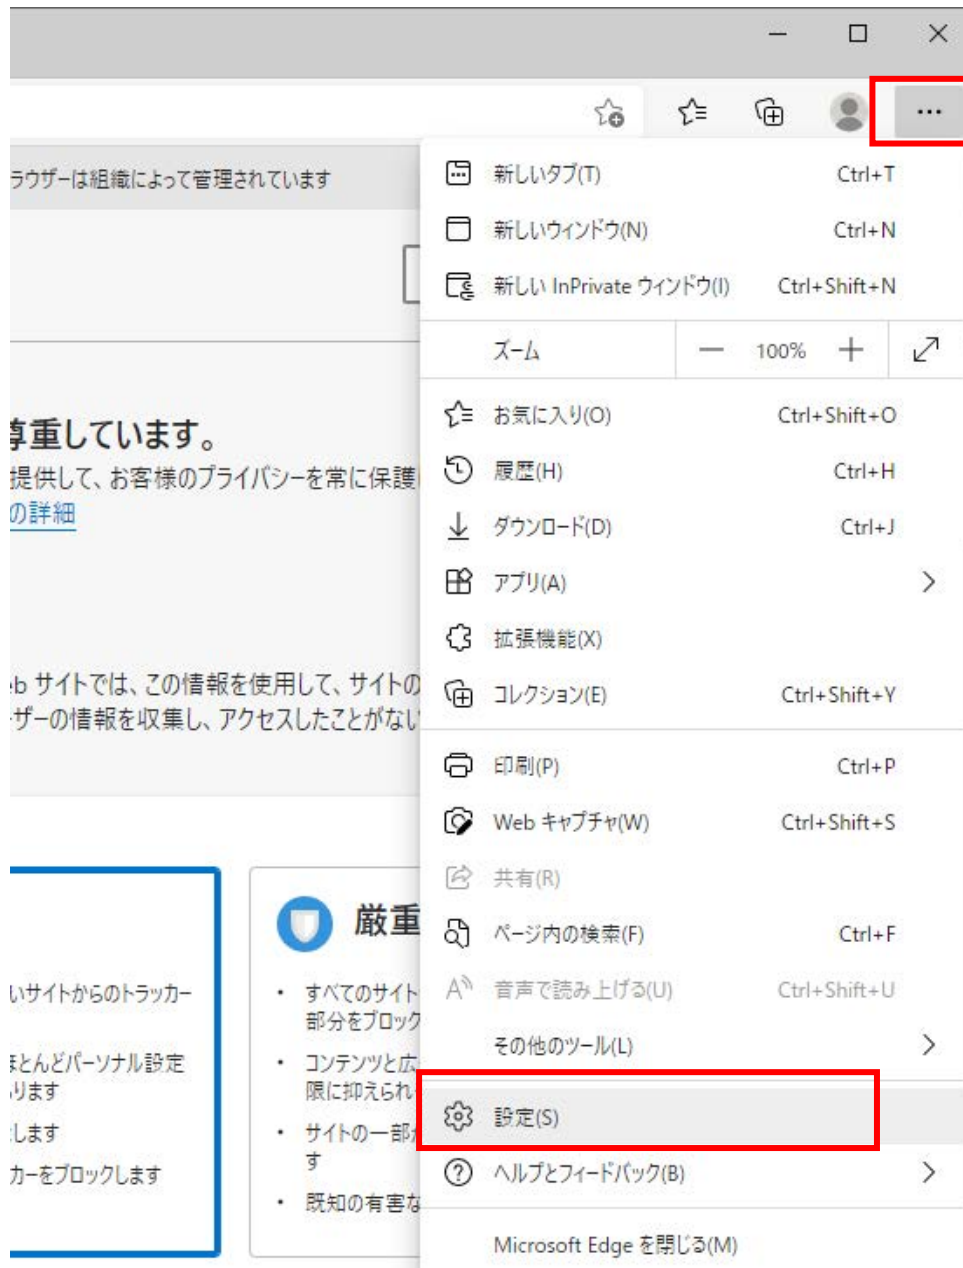 ラウザーは組織によって管理されています
尊重しています。
提供して、お客様のプライバシーを常に保護
の詳細
eb サイトでは、この情報を使用して、サイトの
ーザーの情報を収集し、アクセスしたことがない
いサイトからのトラッカー
ほとんどパーソナル設定
ります
します
カーをブロックします
厳重
• すべてのサイト
部分をブロック
• コンテンツと広
限に抑えられ
• サイトの一部
す
• 既知の有害な
新しいタブ(T) Ctrl+T
新しいウィンドウ(N) Ctrl+N
新しい InPrivate ウィンドウ(I) Ctrl+Shift+N
ズーム 100%
お気に入り(O) Ctrl+Shift+O
履歴(H) Ctrl+H
ダウンロード(D) Ctrl+J
アプリ(A)
拡張機能(X)
コレクション(E) Ctrl+Shift+Y
印刷(P) Ctrl+P
Web キャプチャ(W) Ctrl+Shift+S
共有(R)
ページ内の検索(F) Ctrl+F
音声で読み上げる(U) Ctrl+Shift+U
その他のツール(L)
設定(S)
ヘルプとフィードバック(B)
Microsoft Edge を閉じる(M)